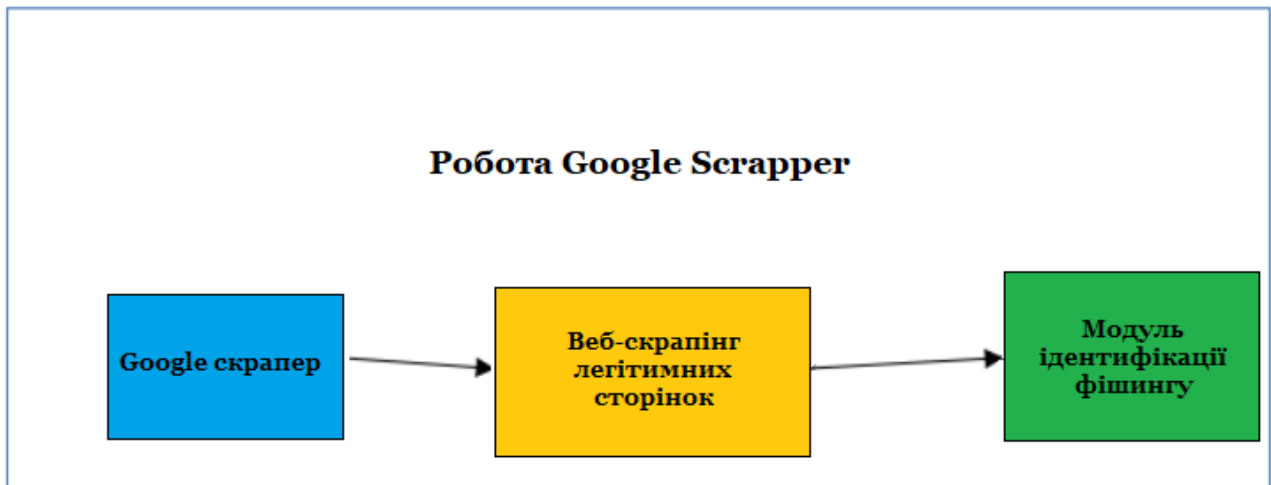 Робота Google Scrapper
Google скрапер
Веб-скрапінг
легітимних
сторінок
Модуль
ідентифікації
фішингу